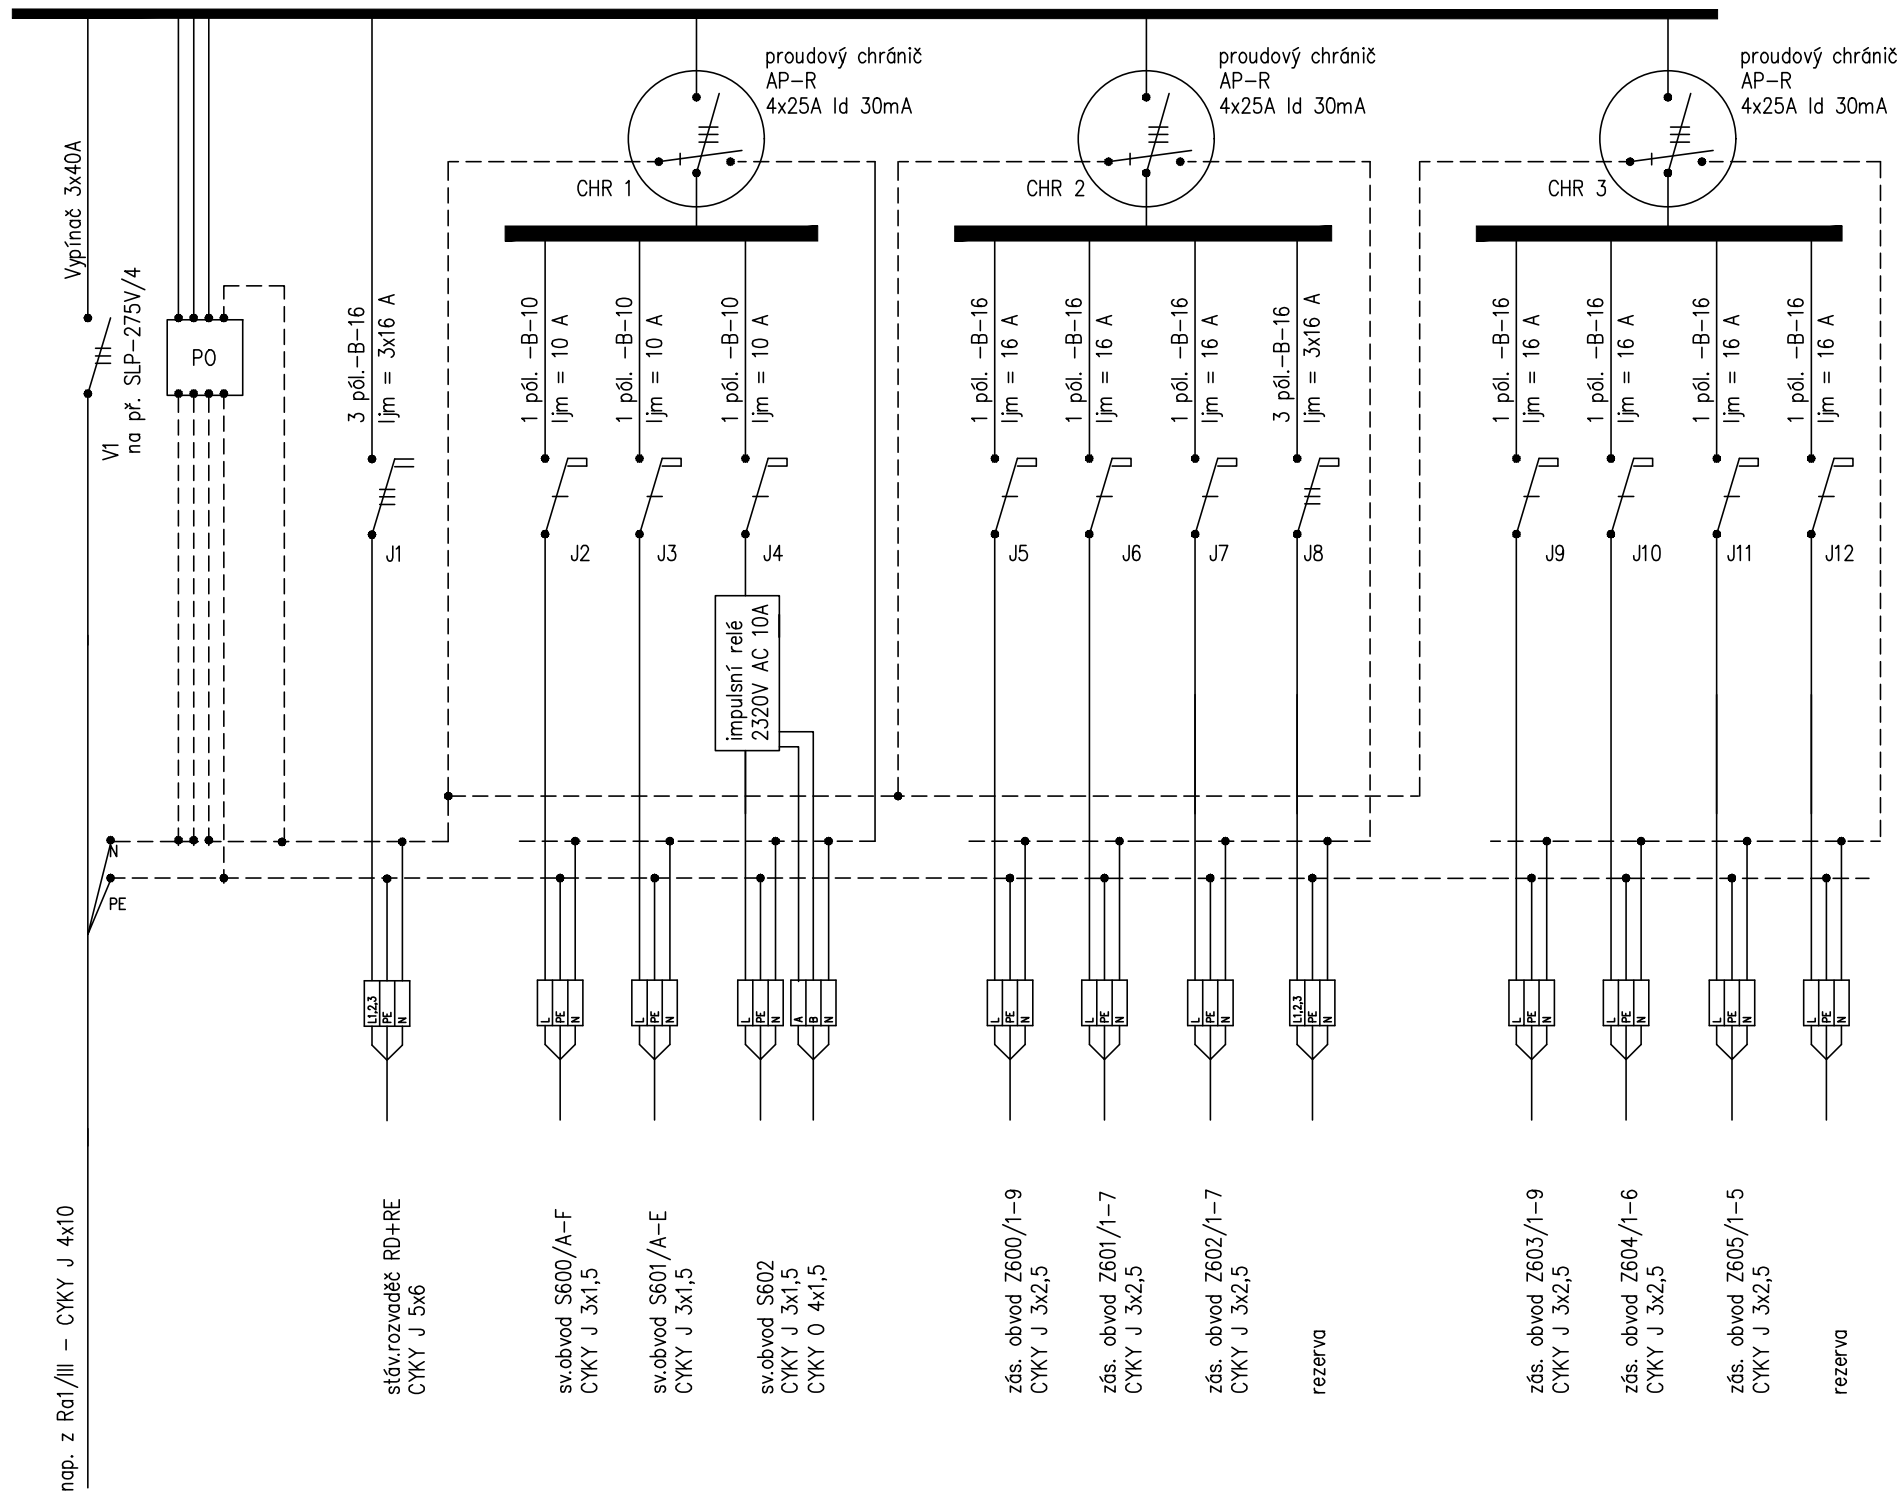 proudový chránič
AP-R
4x25A Id 30mA
proudový chránič
AP-R
4x25A Id 30mA
proudový chránič
AP-R
4x25A Id 30mA
CHR 1
CHR 2
CHR 3
Vypínač 3x40A
V1
na př. SLP-275V/4
PO
3 pól.-B-16
Ijm = 3x16 A
1 pól. -B-10
Ijm = 10 A
1 pól. -B-10
Ijm = 10 A
1 pól. -B-10
Ijm = 10 A
1 pól. -B-16
Ijm = 16 A
1 pól. -B-16
Ijm = 16 A
1 pól. -B-16
Ijm = 16 A
3 pól.-B-16
Ijm = 3x16 A
1 pól. -B-16
Ijm = 16 A
1 pól. -B-16
Ijm = 16 A
1 pól. -B-16
Ijm = 16 A
1 pól. -B-16
Ijm = 16 A
J1
J2
J3
J4
J5
J6
J7
J8
J9
J10
J11
J12
impulsní relé
2320V AC 10A
N
PE
L1,2,3
PE
N
L
PE
N
L
PE
N
L
PE
N
A
B
N
L
PE
N
L
PE
N
L
PE
N
L1,2,3
PE
N
L
PE
N
L
PE
N
L
PE
N
L
PE
N
nap. z Ra1/III - CYKY J 4x10
stáv.rozvaděč RD+RE
CYKY J 5x6
sv.obvod S600/A-F
CYKY J 3x1,5
sv.obvod S601/A-E
CYKY J 3x1,5
sv.obvod S602
CYKY J 3x1,5
CYKY O 4x1,5
zás. obvod Z600/1-9
CYKY J 3x2,5
zás. obvod Z601/1-7
CYKY J 3x2,5
zás. obvod Z602/1-7
CYKY J 3x2,5
rezerva
zás. obvod Z603/1-9
CYKY J 3x2,5
zás. obvod Z604/1-6
CYKY J 3x2,5
zás. obvod Z605/1-5
CYKY J 3x2,5
rezerva